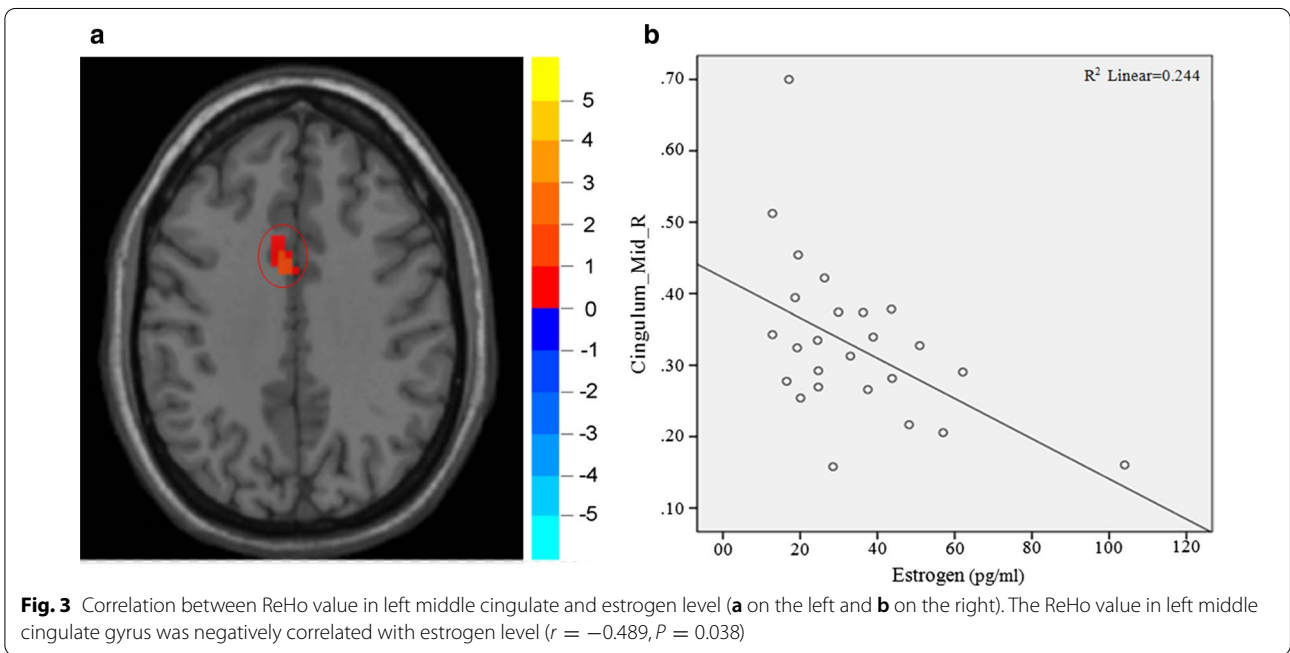 a
5
4
3
2
1
0
-1
-2
-3
-4
-5
b
R² Linear=0.244
Cingulum_Mid_R
.70
.60
.50
.40
.30
.20
.10
00 20 40 60 80 100 120
Estrogen (pg/ml)
Fig. 3 Correlation between ReHo value in left middle cingulate and estrogen level (a on the left and b on the right). The ReHo value in left middle
cingulate gyrus was negatively correlated with estrogen level (r = −0.489, P = 0.038)